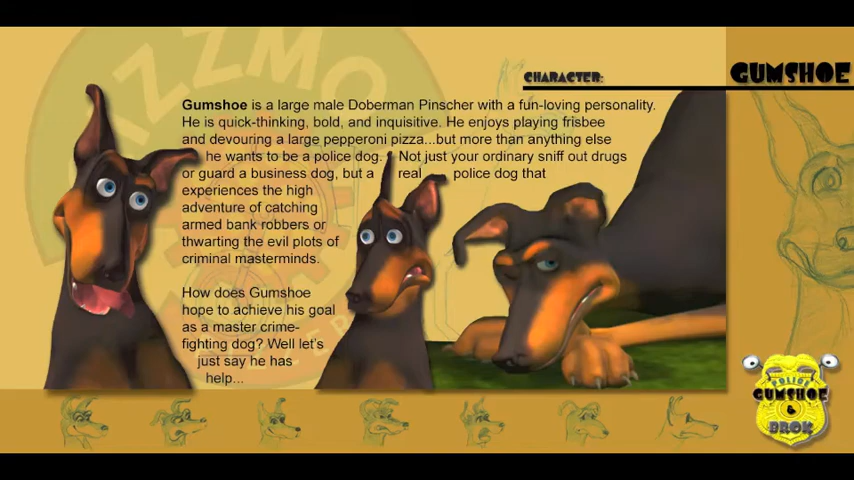 CHARACTER:
GUMSHOE
Gumshoe is a large male Doberman Pinscher with a fun-loving personality.
He is quick-thinking, bold, and inquisitive. He enjoys playing frisbee
and devouring a large pepperoni pizza...but more than anything else
he wants to be a police dog. Not just your ordinary sniff out drugs
or guard a business dog, but a real police dog that
experiences the high
adventure of catching
armed bank robbers or
thwarting the evil plots of
criminal masterminds.
How does Gumshoe
hope to achieve his goal
as a master crime-
fighting dog? Well let's
just say he has
help...
POLICE
GUMSHOE
&
BROK